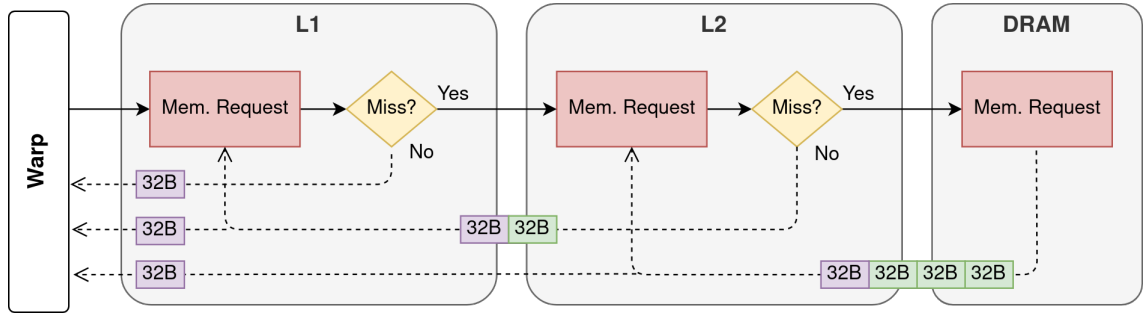 L1
L2
DRAM
Warp
Mem. Request
Miss?
Yes
No
Mem. Request
Miss?
Yes
No
Mem. Request
32B
32B
32B 32B
32B
32B 32B 32B 32B